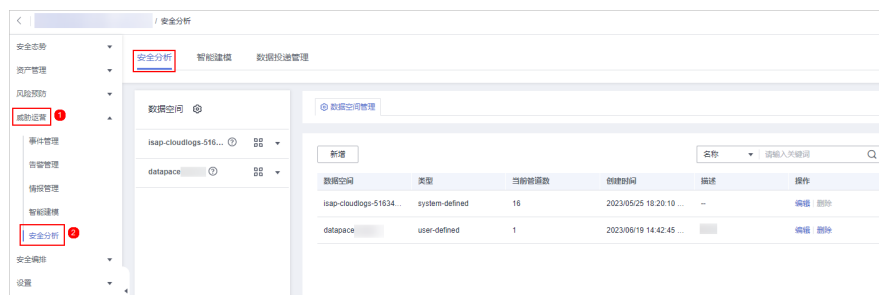 / 安全分析
安全态势
资产管理
风险预防
威胁运营 1
事件管理
告警管理
情报管理
智能建模
安全分析 2
安全编排
设置
安全分析 智能建模 数据投递管理
数据空间
isap-cloudlogs-516...
datapace
数据空间管理
新增 名称 请输入关键词
数据空间 类型 当前管道数 创建时间 描述 操作
isap-cloudlogs-51634... system-defined 16 2023/05/25 18:20:10 ... -- 编辑 删除
datapace user-defined 1 2023/06/19 14:42:45 ... 编辑 删除